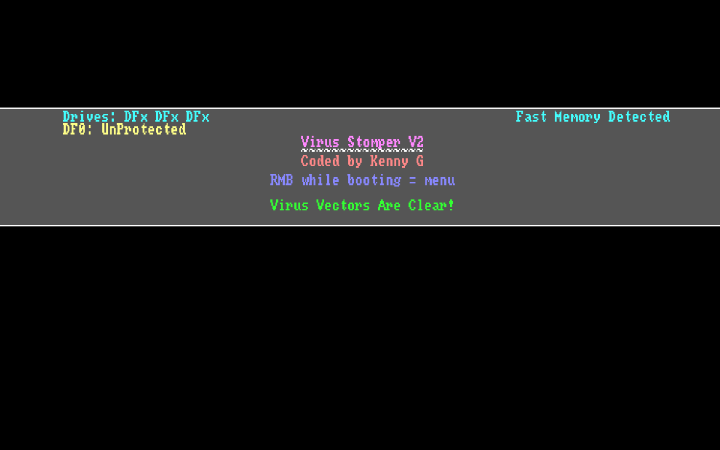 Drives: DFx DFx DFx Fast Memory Detected
DF0: UnProtected
Virus Stomper V2
Coded by Kenny G
RMB while booting = menu
Virus Vectors Are Clear!